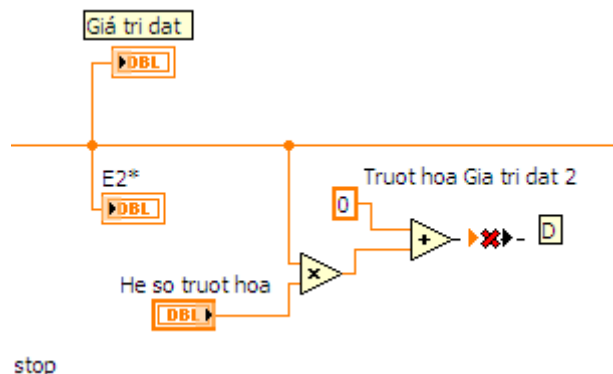 Giá tri dat
DBL
E2*
DBL
Truot hoa Gia tri dat 2
0
+
D
×
He so truot hoa
DBL
stop